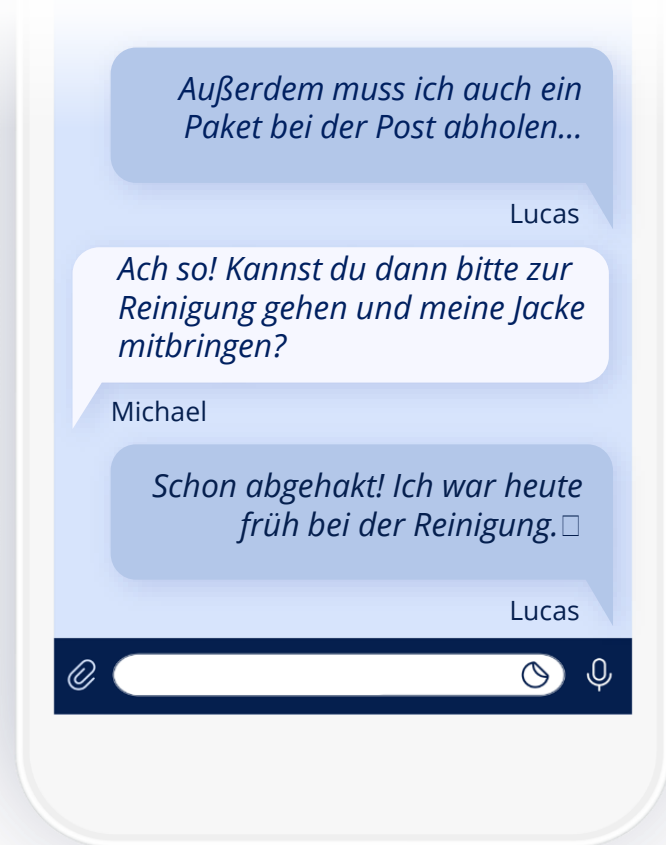 Außerdem muss ich auch ein
Paket bei der Post abholen...
Lucas
Ach so! Kannst du dann bitte zur
Reinigung gehen und meine Jacke
mitbringen?
Michael
Schon abgehakt! Ich war heute
früh bei der Reinigung.
Lucas